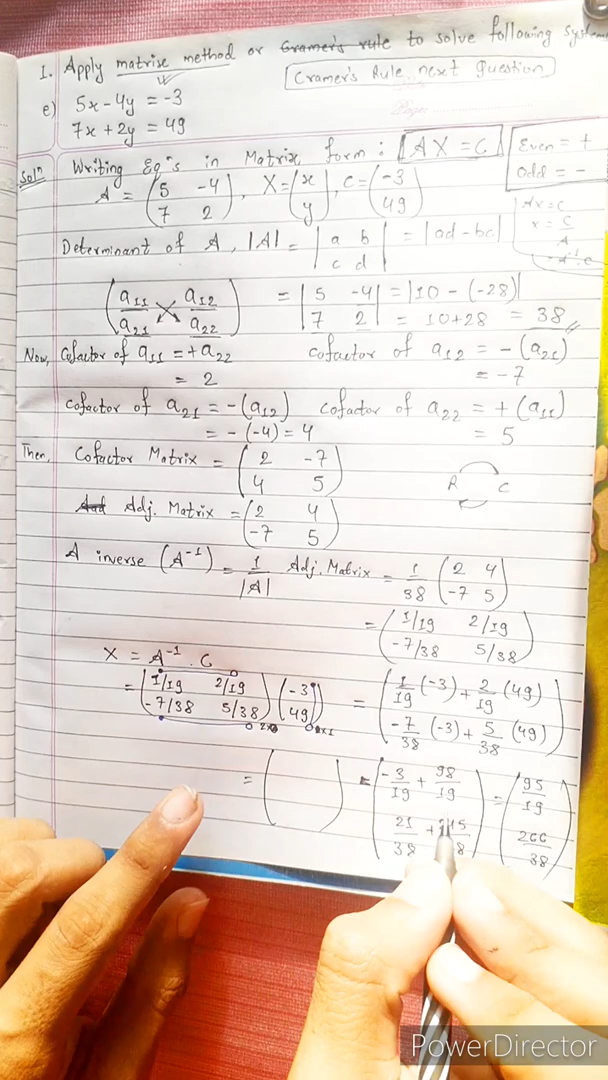 I. Apply matrix method or Cramer's rule to solve following system
Cramer's Rule next Question
e) 5x - 4y = -3
7x + 2y = 49
Solⁿ Writing Eqⁿs in Matrix form: AX = C
Even = +
Odd = -
A = (5 -4 7 2), X = (x y), C = (-3 49)
AX = C
x = C/A
= A⁻¹.C
Determinant of A, |A| = |a b c d| = |ad - bc|
(a11 a12 a21 a22) = |5 -4 7 2| = |10 - (-28)|
= 10 + 28 = 38
Now, Cofactor of a11 = +a22 cofactor of a12 = -(a21)
= 2 = -7
cofactor of a21 = -(a12) cofactor of a22 = +(a11)
= -(-4) = 4 = 5
Then, Cofactor Matrix = (2 -7 4 5)
R C
Adj. Matrix = (2 4 -7 5)
A inverse (A⁻¹) = 1/|A| Adj. Matrix = 1/38 (2 4 -7 5)
= (1/19 2/19 -7/38 5/38)
X = A⁻¹ . C
= (1/19 2/19 -7/38 5/38) (-3 49) = (1/19 (-3) + 2/19 (49) -7/38 (-3) + 5/38 (49))
= ( ) = (-3/19 + 98/19 21/38 + = (95/19 266/38)
PowerDirector